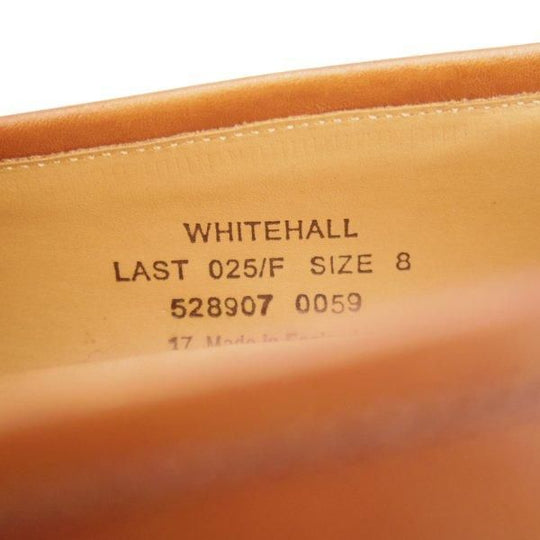 WHITEHALL
LAST 025/F SIZE 8
528907 0059
17 Made in